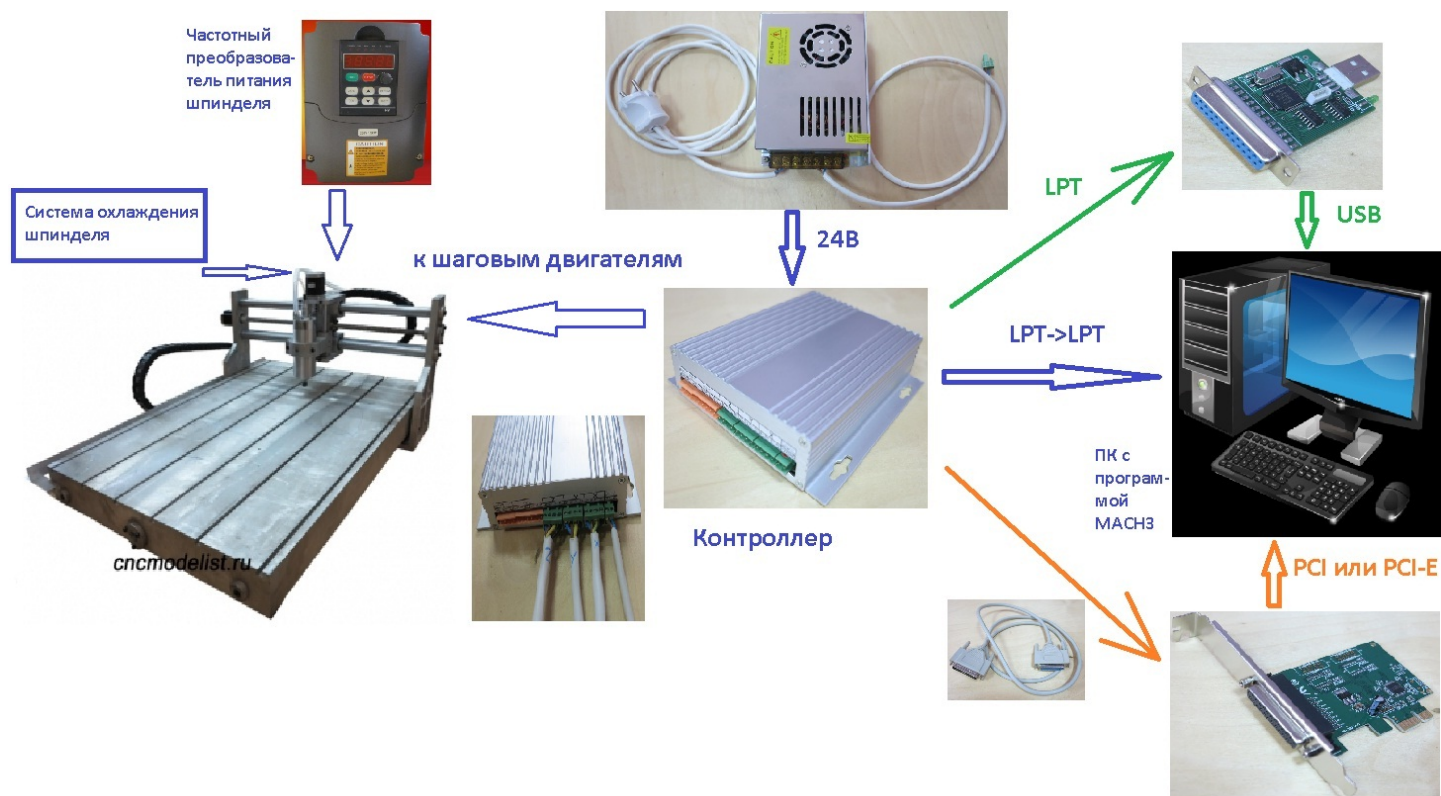 Частотный
преобразова-
тель питания
шпинделя
Система охлаждения
шпинделя
к шаговым двигателям
24В
LPT
USB
LPT->LPT
Контроллер
ПК с
програм-
мой
MACH3
PCI или PCI-E
cncmodelist.ru